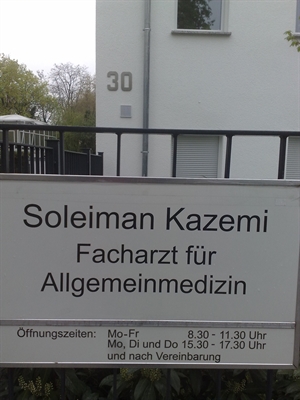 30
Soleiman Kazemi
Facharzt für
Allgemeinmedizin
Öffnungszeiten: Mo-Fr 8.30 - 11.30 Uhr
Mo, Di und Do 15.30 - 17.30 Uhr
und nach Vereinbarung